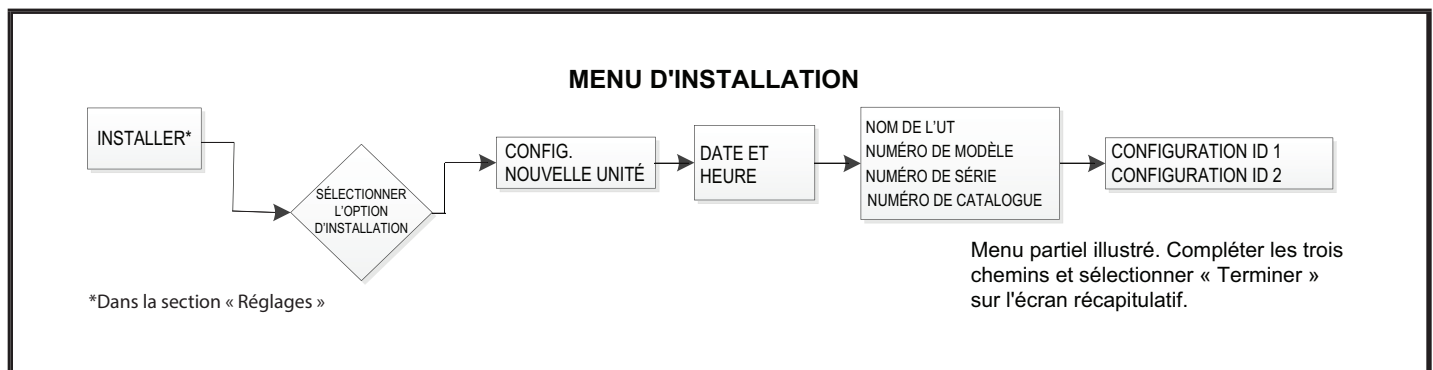 MENU D'INSTALLATION
INSTALLER*
SÉLECTIONNER
L'OPTION
D'INSTALLATION
CONFIG.
NOUVELLE UNITÉ
DATE ET
HEURE
NOM DE L'UT
NUMÉRO DE MODÈLE
NUMÉRO DE SÉRIE
NUMÉRO DE CATALOGUE
CONFIGURATION ID 1
CONFIGURATION ID 2
Menu partiel illustré. Compléter les trois
chemins et sélectionner « Terminer »
sur l'écran récapitulatif.
*Dans la section « Réglages »